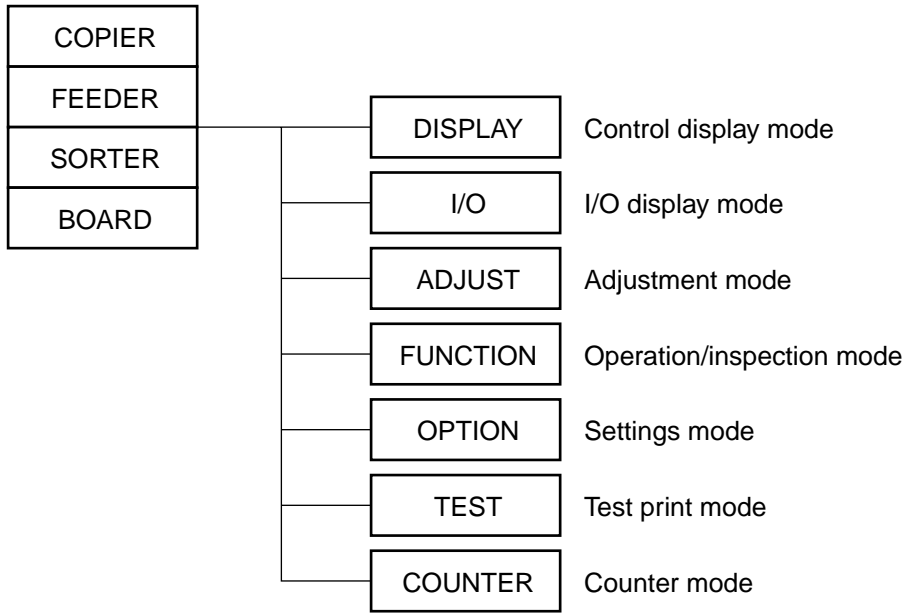 COPIER
FEEDER
SORTER
BOARD
DISPLAY Control display mode
I/O I/O display mode
ADJUST Adjustment mode
FUNCTION Operation/inspection mode
OPTION Settings mode
TEST Test print mode
COUNTER Counter mode